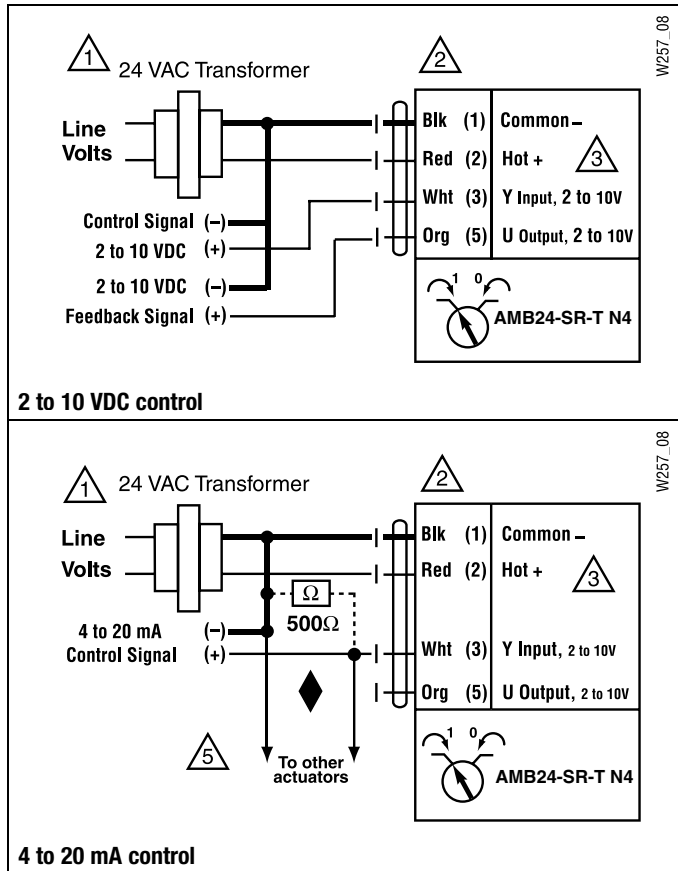 W257_08
1
24 VAC Transformer
2
Line
Volts
Blk (1) Common –
Red (2) Hot +
3
Wht (3) Y Input, 2 to 10V
Org (5) U Output, 2 to 10V
Control Signal (–)
2 to 10 VDC (+)
2 to 10 VDC (–)
Feedback Signal (+)
1 0
AMB24-SR-T N4
2 to 10 VDC control
W257_08
1
24 VAC Transformer
2
Line
Volts
Blk (1) Common –
Red (2) Hot +
3
Ω
500Ω
4 to 20 mA (–)
Control Signal (+)
Wht (3) Y Input, 2 to 10V
Org (5) U Output, 2 to 10V
5
To other
actuators
1 0
AMB24-SR-T N4
4 to 20 mA control